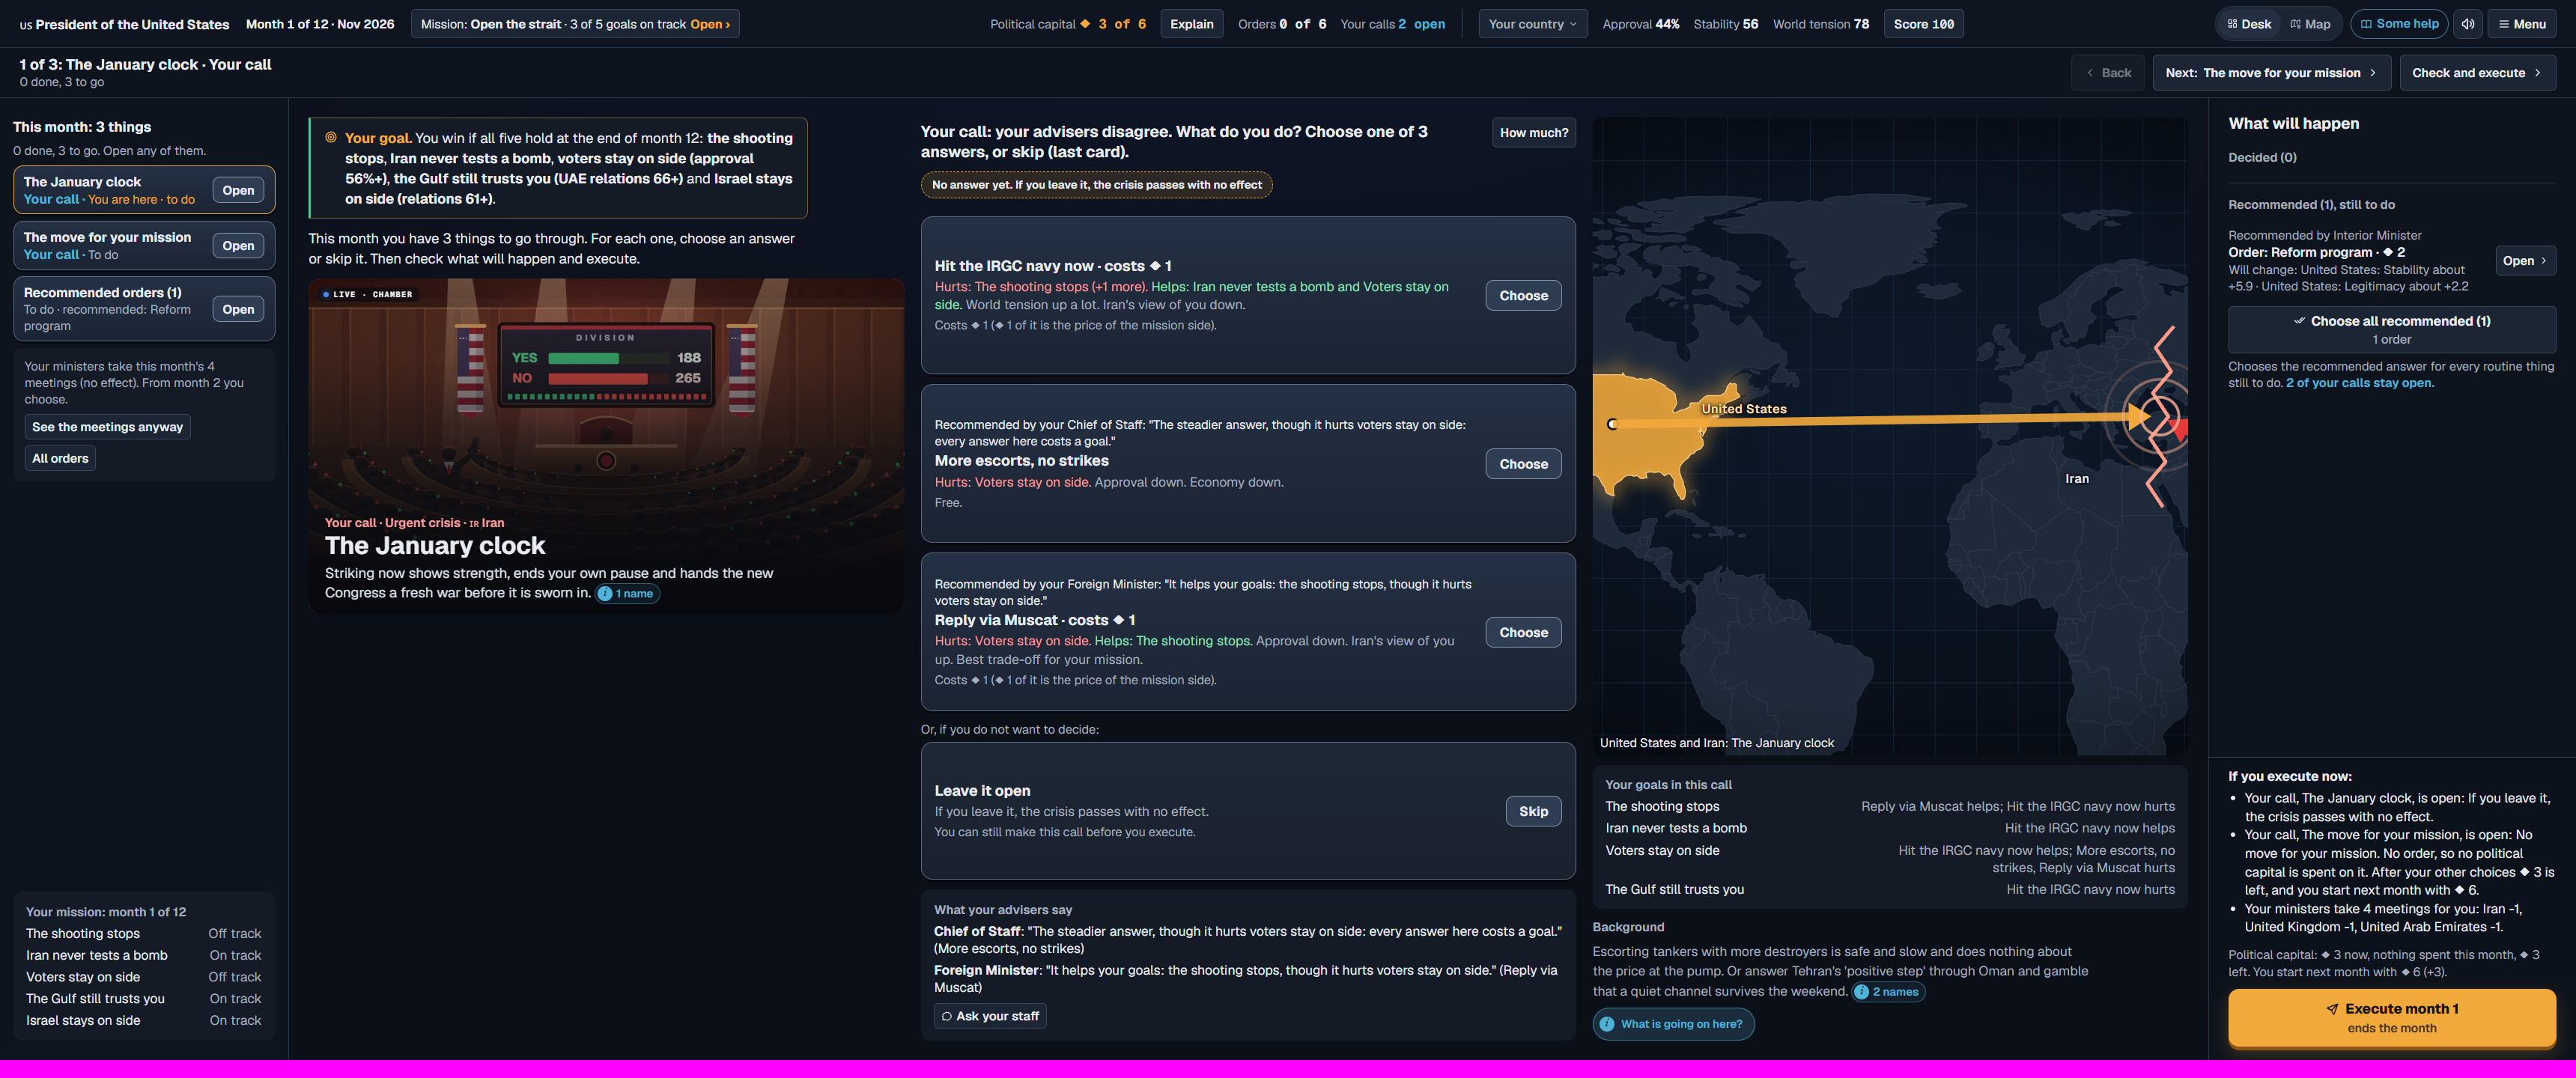 US President of the United States
Month 1 of 12 · Nov 2026
Mission: Open the strait · 3 of 5 goals on track Open ›
Political capital ◆ 3 of 6
Explain
Orders 0 of 6
Your calls 2 open
Your country
Approval 44%
Stability 56
World tension 78
Score 100
Desk
Map
Some help
Menu
1 of 3: The January clock · Your call
0 done, 3 to go
Back
Next: The move for your mission
Check and execute
This month: 3 things
0 done, 3 to go. Open any of them.
The January clock
Your call · You are here · to do
Open
The move for your mission
Your call · To do
Open
Recommended orders (1)
To do · recommended: Reform
program
Open
Your ministers take this month's 4
meetings (no effect). From month 2 you
choose.
See the meetings anyway
All orders
Your mission: month 1 of 12
The shooting stops Off track
Iran never tests a bomb On track
Voters stay on side Off track
The Gulf still trusts you On track
Israel stays on side On track
Your goal. You win if all five hold at the end of month 12: the shooting
stops, Iran never tests a bomb, voters stay on side (approval
56%+), the Gulf still trusts you (UAE relations 66+) and Israel stays
on side (relations 61+).
This month you have 3 things to go through. For each one, choose an answer
or skip it. Then check what will happen and execute.
LIVE · CHAMBER
DIVISION
YES 188
NO 265
Your call · Urgent crisis · IR Iran
The January clock
Striking now shows strength, ends your own pause and hands the new
Congress a fresh war before it is sworn in. i 1 name
Your call: your advisers disagree. What do you do? Choose one of 3
answers, or skip (last card).
How much?
No answer yet. If you leave it, the crisis passes with no effect
Hit the IRGC navy now · costs ◆ 1
Hurts: The shooting stops (+1 more). Helps: Iran never tests a bomb and Voters stay on
side. World tension up a lot. Iran's view of you down.
Costs ◆ 1 (◆ 1 of it is the price of the mission side).
Choose
Recommended by your Chief of Staff: "The steadier answer, though it hurts voters stay on side:
every answer here costs a goal."
More escorts, no strikes
Hurts: Voters stay on side. Approval down. Economy down.
Free.
Choose
Recommended by your Foreign Minister: "It helps your goals: the shooting stops, though it hurts
voters stay on side."
Reply via Muscat · costs ◆ 1
Hurts: Voters stay on side. Helps: The shooting stops. Approval down. Iran's view of you
up. Best trade-off for your mission.
Costs ◆ 1 (◆ 1 of it is the price of the mission side).
Choose
Or, if you do not want to decide:
Leave it open
If you leave it, the crisis passes with no effect.
You can still make this call before you execute.
Skip
What your advisers say
Chief of Staff: "The steadier answer, though it hurts voters stay on side: every answer here costs a goal."
(More escorts, no strikes)
Foreign Minister: "It helps your goals: the shooting stops, though it hurts voters stay on side." (Reply via
Muscat)
Ask your staff
United States
Iran
United States and Iran: The January clock
Your goals in this call
The shooting stops Reply via Muscat helps; Hit the IRGC navy now hurts
Iran never tests a bomb Hit the IRGC navy now helps
Voters stay on side Hit the IRGC navy now helps; More escorts, no
strikes, Reply via Muscat hurts
The Gulf still trusts you Hit the IRGC navy now hurts
Background
Escorting tankers with more destroyers is safe and slow and does nothing about
the price at the pump. Or answer Tehran's 'positive step' through Oman and gamble
that a quiet channel survives the weekend. i 2 names
i What is going on here?
What will happen
Decided (0)
Recommended (1), still to do
Recommended by Interior Minister
Order: Reform program · ◆ 2
Will change: United States: Stability about
+5.9 · United States: Legitimacy about +2.2
Open
Choose all recommended (1)
1 order
Chooses the recommended answer for every routine thing
still to do. 2 of your calls stay open.
If you execute now:
• Your call, The January clock, is open: If you leave it,
the crisis passes with no effect.
• Your call, The move for your mission, is open: No
move for your mission. No order, so no political
capital is spent on it. After your other choices ◆ 3 is
left, and you start next month with ◆ 6.
• Your ministers take 4 meetings for you: Iran -1,
United Kingdom -1, United Arab Emirates -1.
Political capital: ◆ 3 now, nothing spent this month, ◆ 3
left. You start next month with ◆ 6 (+3).
Execute month 1
ends the month